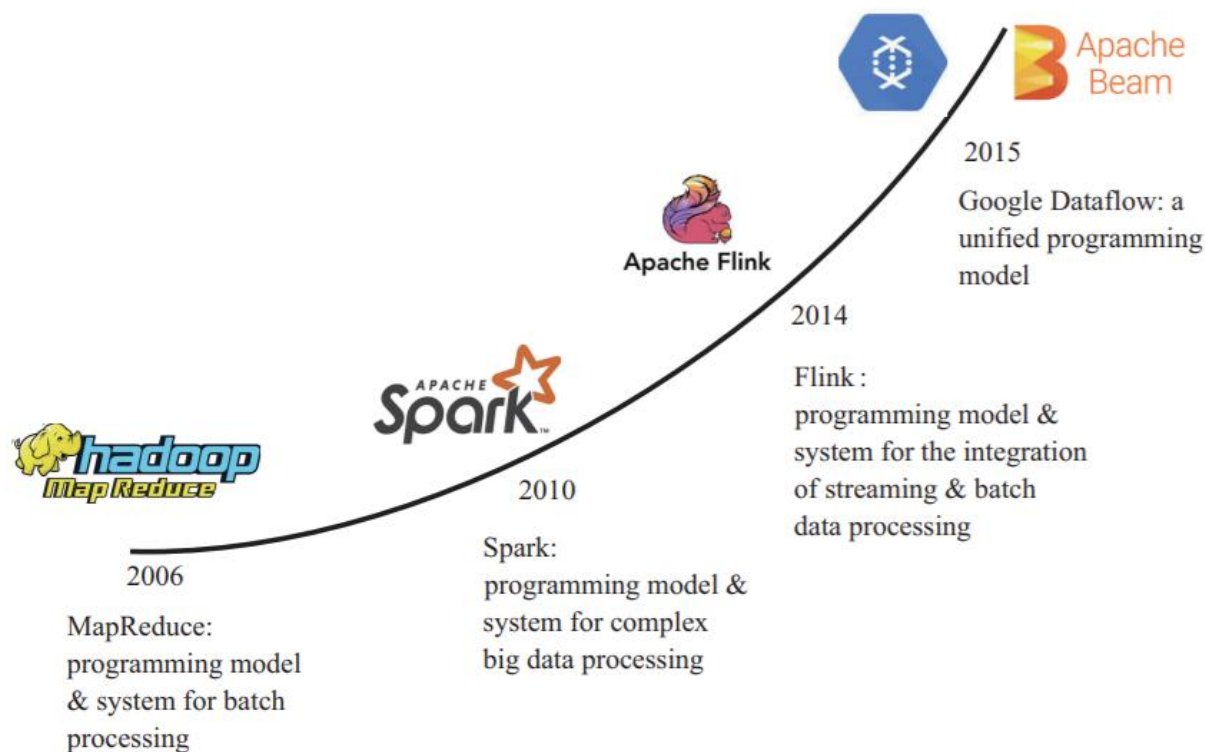 Apache
Beam
2015
Google Dataflow: a
unified programming
model
Apache Flink
2014
Flink :
programming model &
system for the integration
of streaming & batch
data processing
APACHE
Spark™
2010
Spark:
programming model &
system for complex
big data processing
hadoop
Map Reduce
2006
MapReduce:
programming model
& system for batch
processing